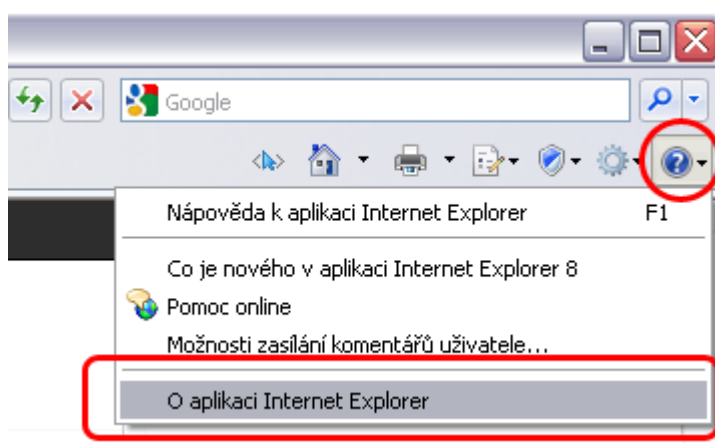 Google
Nápověda k aplikaci Internet Explorer F1
Co je nového v aplikaci Internet Explorer 8
Pomoc online
Možnosti zasílání komentářů uživatele...
O aplikaci Internet Explorer